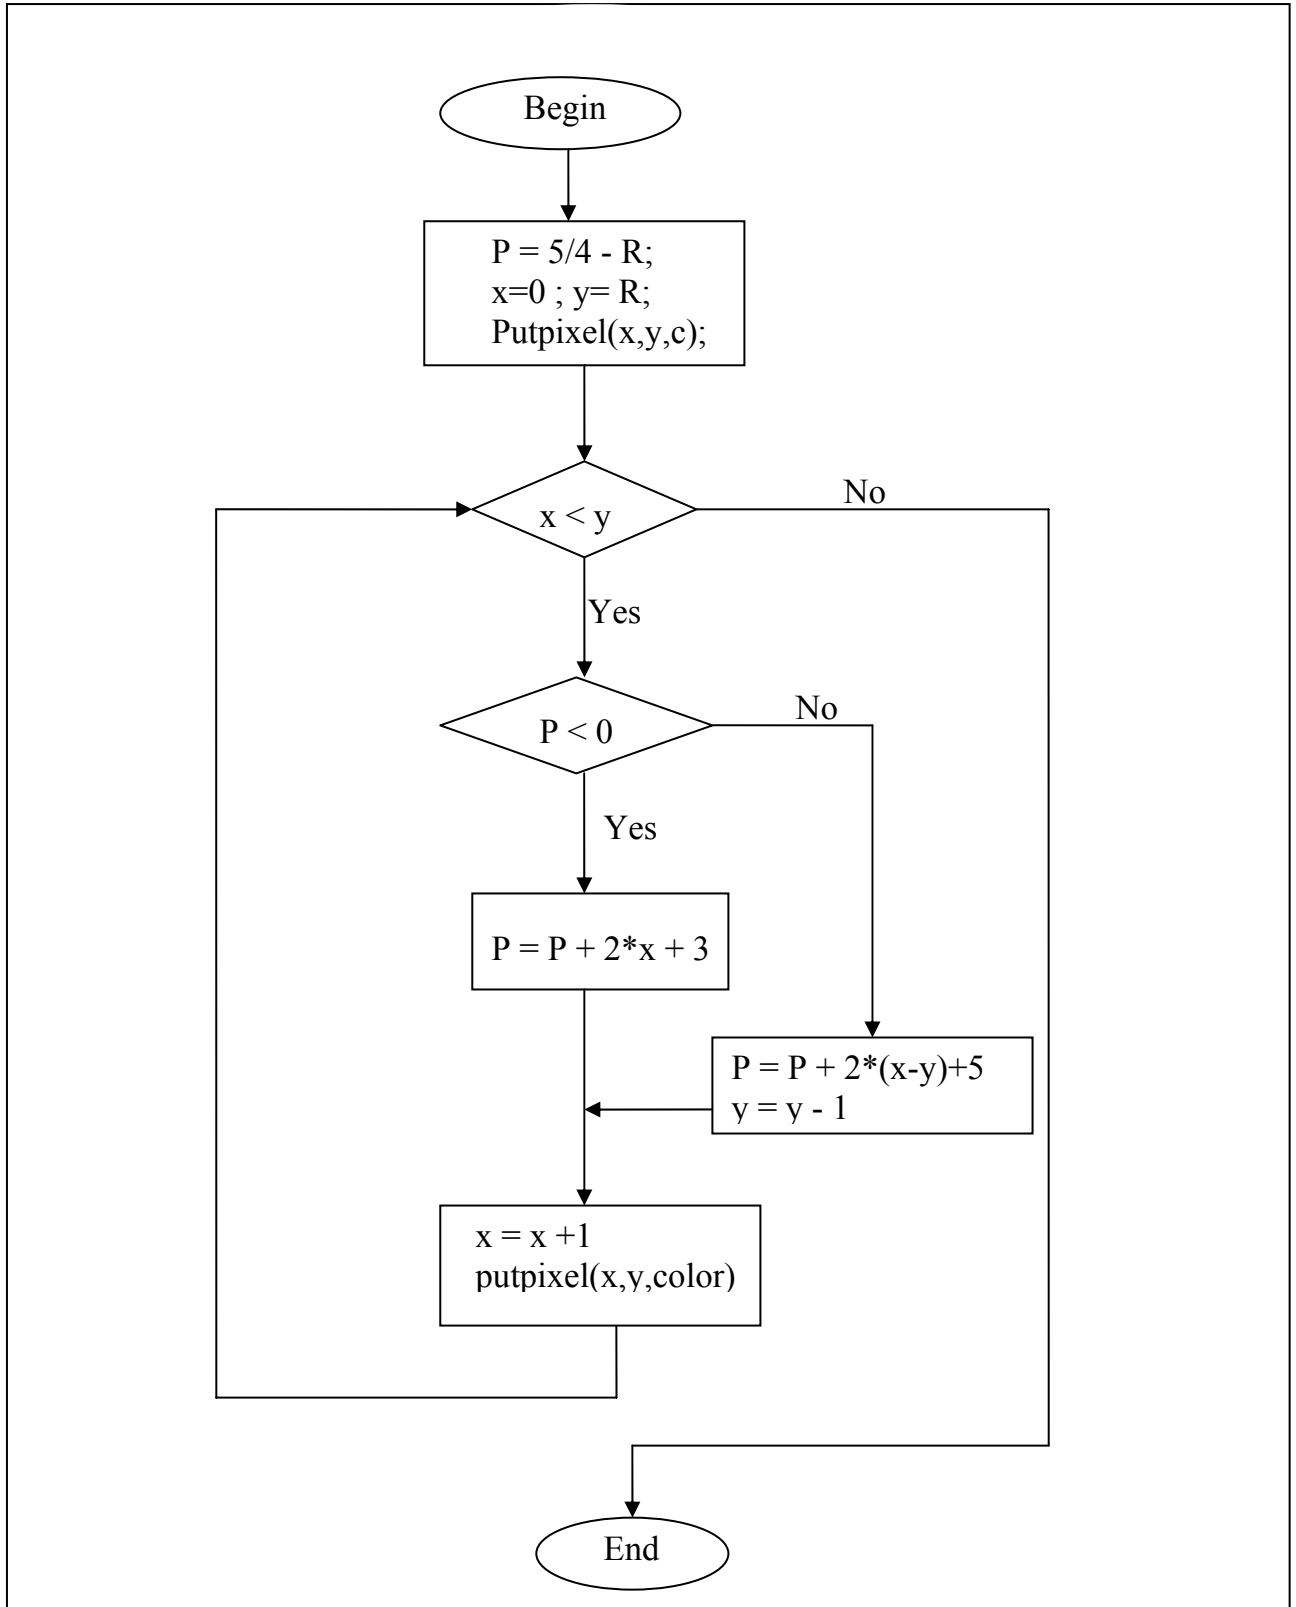 Begin
P = 5/4 - R;
x=0 ; y= R;
Putpixel(x,y,c);
x < y
No
Yes
P < 0
No
Yes
P = P + 2*x + 3
P = P + 2*(x-y)+5
y = y - 1
x = x +1
putpixel(x,y,color)
End